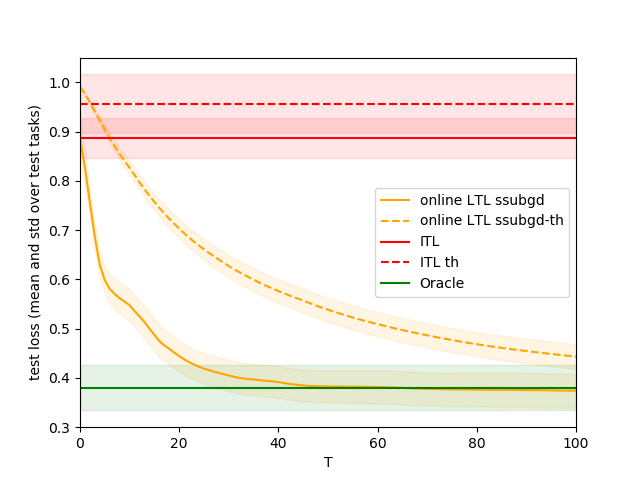 test loss (mean and std over test tasks)
1.0
0.9
0.8
0.7
0.6
0.5
0.4
0.3
online LTL ssubgd
online LTL ssubgd-th
ITL
ITL th
Oracle
0 20 40 60 80 100
T